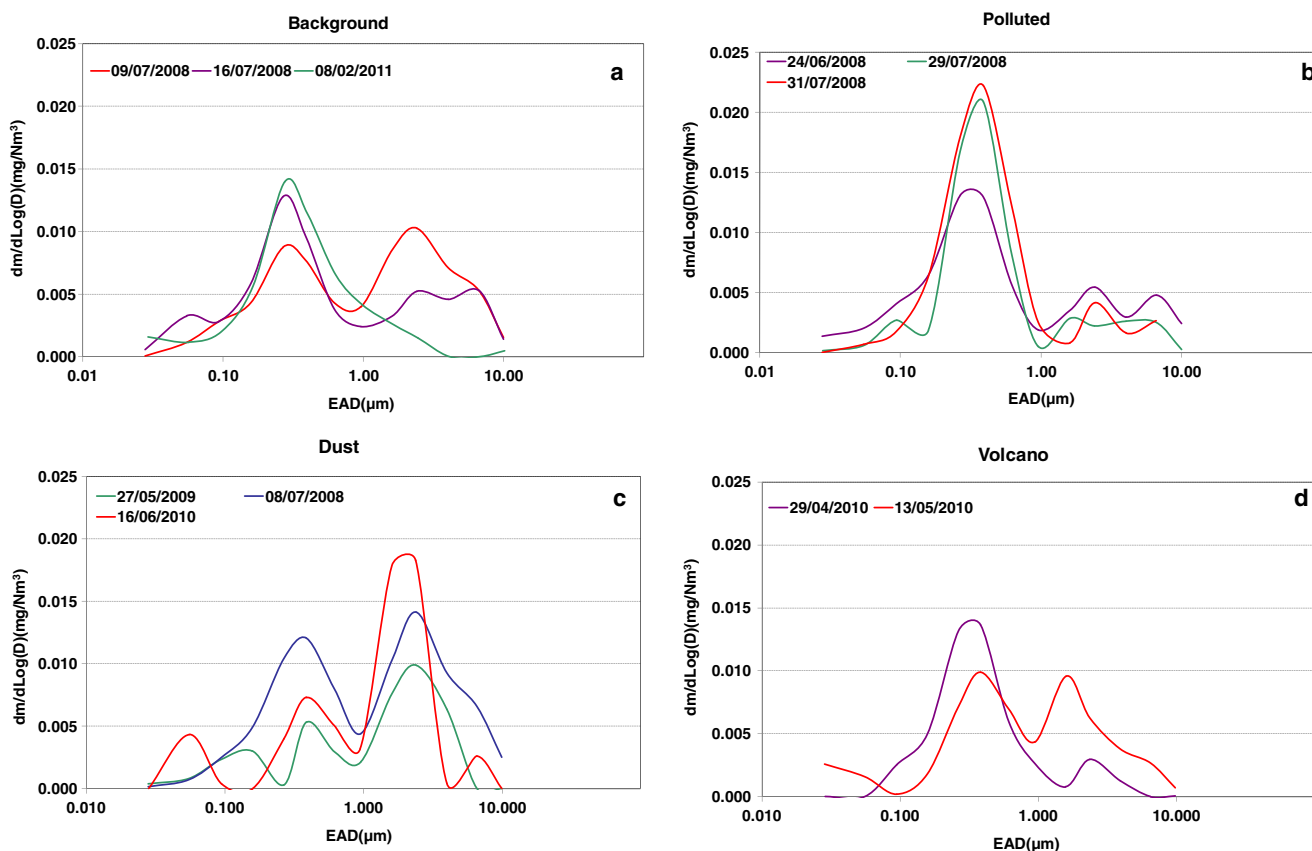 Background
a
09/07/2008 16/07/2008 08/02/2011
dm/dLog(D)(mg/Nm³)
0.025
0.020
0.015
0.010
0.005
0.000
0.01 0.10 1.00 10.00
EAD(µm)
Polluted
b
24/06/2008 29/07/2008
31/07/2008
dm/dLog(D)(mg/Nm³)
0.025
0.020
0.015
0.010
0.005
0.000
0.01 0.10 1.00 10.00
EAD(µm)
Dust
c
27/05/2009 08/07/2008
16/06/2010
dm/dLog(D)(mg/Nm³)
0.025
0.020
0.015
0.010
0.005
0.000
0.010 0.100 1.000 10.000
EAD(µm)
Volcano
d
29/04/2010 13/05/2010
dm/dLog(D)(mg/Nm³)
0.025
0.020
0.015
0.010
0.005
0.000
0.010 0.100 1.000 10.000
EAD(µm)